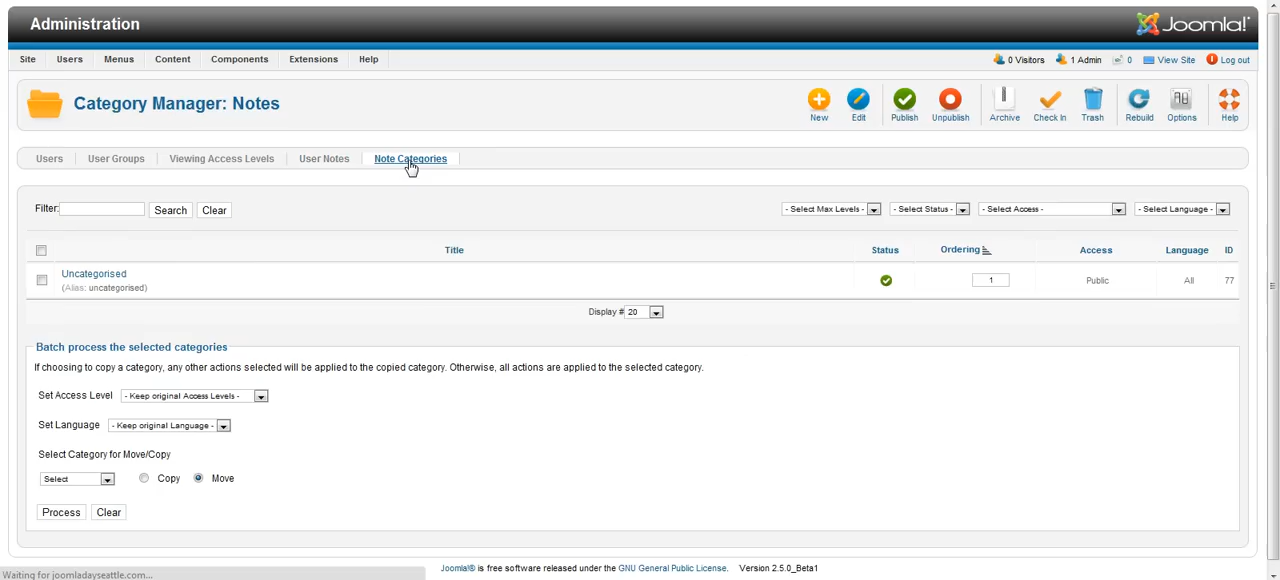 Administration
Joomla!
Site Users Menus Content Components Extensions Help
0 Visitors 1 Admin 0 View Site Log out
Category Manager: Notes
New Edit Publish Unpublish Archive Check In Trash Rebuild Options Help
Users User Groups Viewing Access Levels User Notes Note Categories
Filter: Search Clear - Select Max Levels - - Select Status - - Select Access - - Select Language -
Title Status Ordering Access Language ID
Uncategorised 1 Public All 77
(Alias: uncategorised)
Display # 20
Batch process the selected categories
If choosing to copy a category, any other actions selected will be applied to the copied category. Otherwise, all actions are applied to the selected category.
Set Access Level - Keep original Access Levels -
Set Language - Keep original Language -
Select Category for Move/Copy
Select Copy Move
Process Clear
Joomla!® is free software released under the GNU General Public License. Version 2.5.0_Beta1
Waiting for joomladayseattle.com...